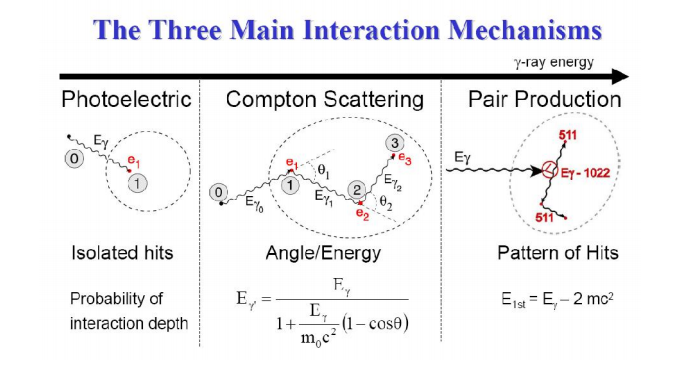 The Three Main Interaction Mechanisms
γ-ray energy
Photoelectric
Compton Scattering
Pair Production
Eγ
0
e₁
1
0
Eγ₀
e₁
1
θ₁
Eγ₁
2
e₂
θ₂
Eγ₂
3
e₃
Eγ
511
Eγ - 1022
511
Isolated hits
Angle/Energy
Pattern of Hits
Probability of
interaction depth
Eγ' = Eγ / (1 + Eγ/m₀c² (1 – cosθ))
E₁st = Eγ – 2 mc²